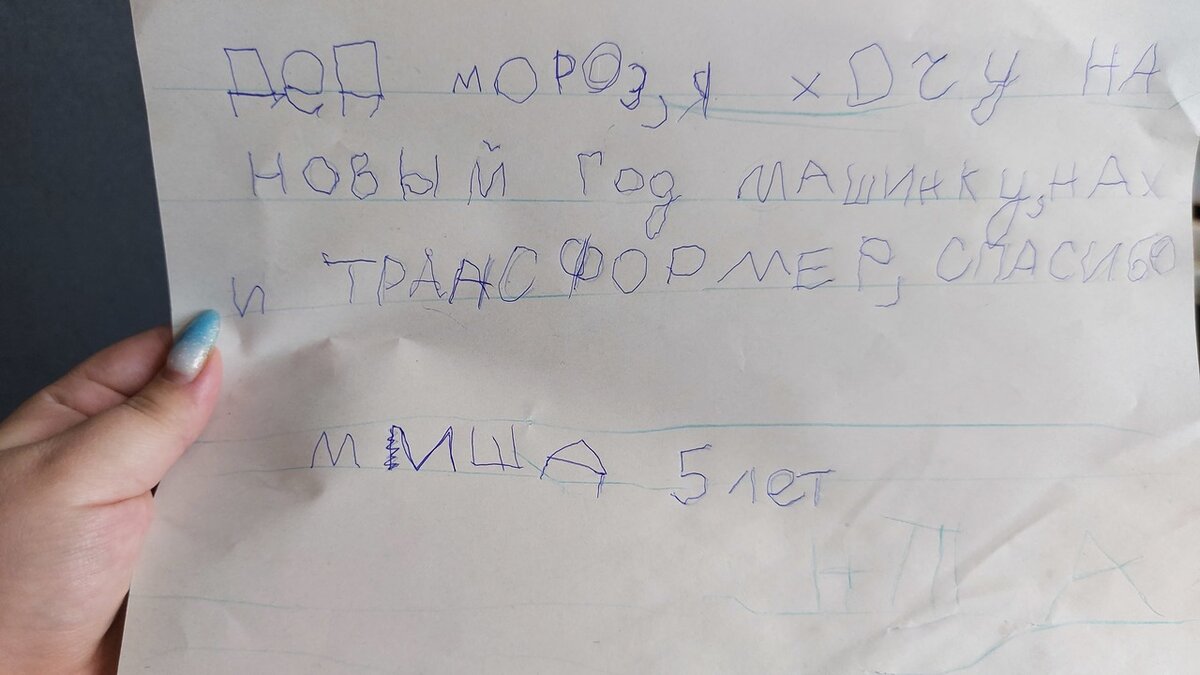 ДЕД МОРОЗ, Я ХОЧУ НА
НОВЫЙ ГОД МАШИНКУ, НАХ
И ТРАНСФОРМЕР, СПАСИБО
МИША 5 лет